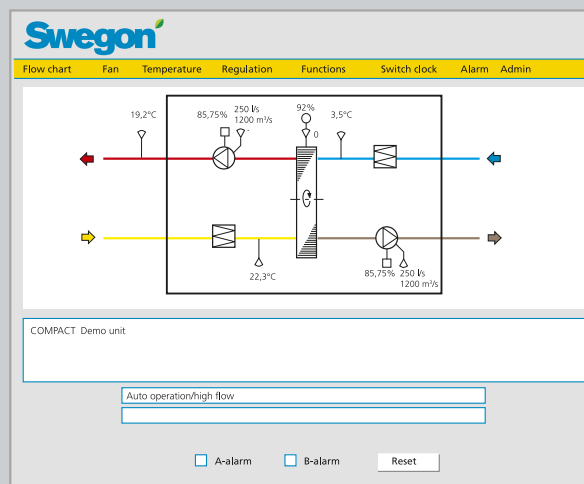 Swegon
Flow chart Fan Temperature Regulation Functions Switch clock Alarm Admin
19,2°C 85,75% 250 l/s 92% 3,5°C
1200 m³/s
- 0
22,3°C 85,75% 250 l/s
1200 m³/s
COMPACT Demo unit
Auto operation/high flow
A-alarm B-alarm Reset